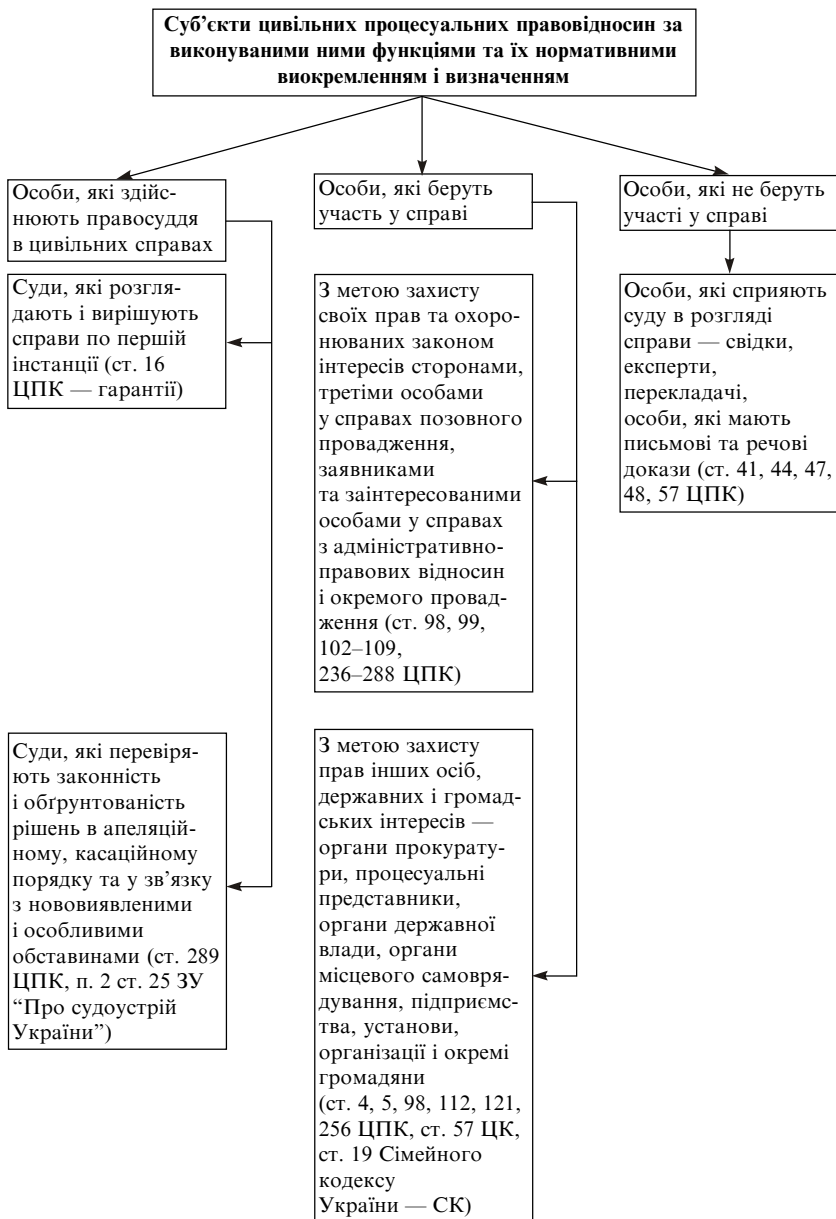 Суб’єкти цивільних процесуальних правовідносин за
виконуваними ними функціями та їх нормативними
виокремленням і визначенням
Особи, які здійс-
нюють правосуддя
в цивільних справах
Суди, які розгля-
дають і вирішують
справи по першій
інстанції (ст. 16
ЦПК — гарантії)
Суди, які перевіря-
ють законність
і обґрунтованість
рішень в апеляцій-
ному, касаційному
порядку та у зв’язку
з нововиявленими
і особливими
обставинами (ст. 289
ЦПК, п. 2 ст. 25 ЗУ
“Про судоустрій
України”)
Особи, які беруть
участь у справі
З метою захисту
своїх прав та охоро-
нюваних законом
інтересів сторонами,
третіми особами
у справах позовного
провадження,
заявниками
та заінтересованими
особами у справах
з адміністративно-
правових відносин
і окремого провад-
ження (ст. 98, 99,
102–109,
236–288 ЦПК)
З метою захисту
прав інших осіб,
державних і громад-
ських інтересів —
органи прокурату-
ри, процесуальні
представники,
органи державної
влади, органи
місцевого самовря-
дування, підприємс-
тва, установи,
організації і окремі
громадяни
(ст. 4, 5, 98, 112, 121,
256 ЦПК, ст. 57 ЦК,
ст. 19 Сімейного
кодексу
України — СК)
Особи, які не беруть
участі у справі
Особи, які сприяють
суду в розгляді
справи — свідки,
експерти,
перекладачі,
особи, які мають
письмові та речові
докази (ст. 41, 44, 47,
48, 57 ЦПК)